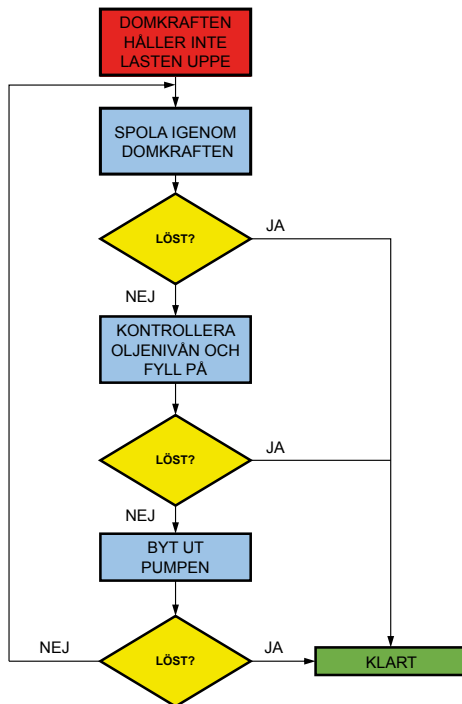 DOMKRAFTEN
HÅLLER INTE
LASTEN UPPE
SPOLA IGENOM
DOMKRAFTEN
LÖST?
JA
NEJ
KONTROLLERA
OLJENIVÅN OCH
FYLL PÅ
LÖST?
JA
NEJ
BYT UT
PUMPEN
NEJ
LÖST?
JA
KLART